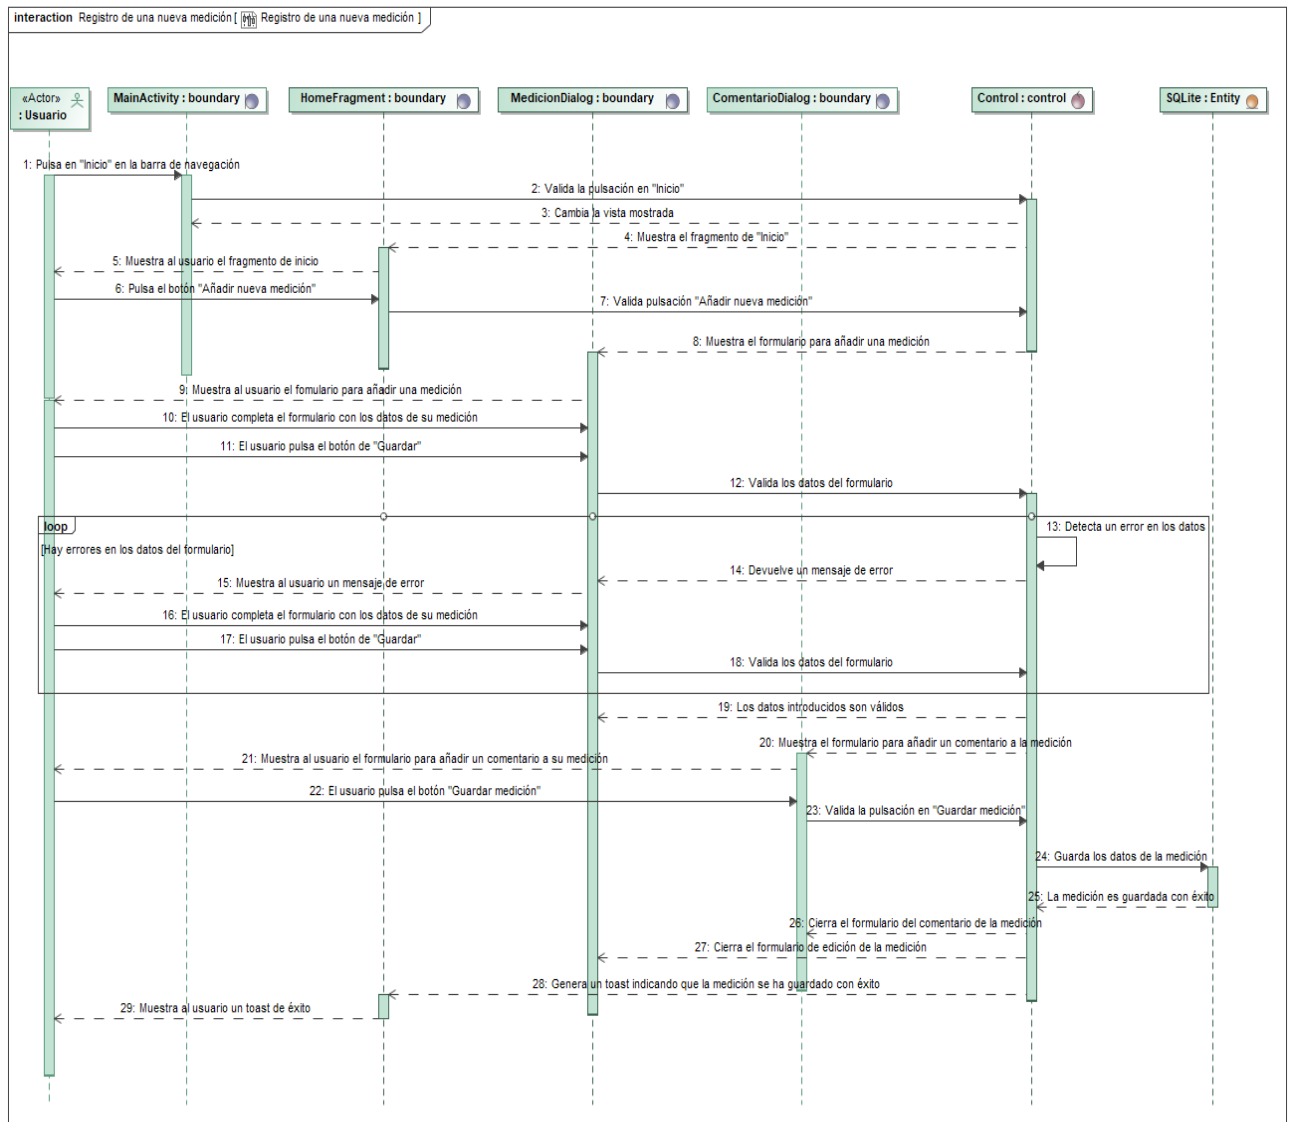 interaction Registro de una nueva medición [ Registro de una nueva medición ]
«Actor»
: Usuario
MainActivity : boundary
HomeFragment : boundary
MedicionDialog : boundary
ComentarioDialog : boundary
Control : control
SQLite : Entity
1: Pulsa en "Inicio" en la barra de navegación
2: Valida la pulsación en "Inicio"
3: Cambia la vista mostrada
4: Muestra el fragmento de "Inicio"
5: Muestra al usuario el fragmento de inicio
6: Pulsa el botón "Añadir nueva medición"
7: Valida pulsación "Añadir nueva medición"
8: Muestra el formulario para añadir una medición
9: Muestra al usuario el fomulario para añadir una medición
10: El usuario completa el formulario con los datos de su medición
11: El usuario pulsa el botón de "Guardar"
12: Valida los datos del formulario
loop
[Hay errores en los datos del formulario]
13: Detecta un error en los datos
14: Devuelve un mensaje de error
15: Muestra al usuario un mensaje de error
16: El usuario completa el formulario con los datos de su medición
17: El usuario pulsa el botón de "Guardar"
18: Valida los datos del formulario
19: Los datos introducidos son válidos
20: Muestra el formulario para añadir un comentario a la medición
21: Muestra al usuario el formulario para añadir un comentario a su medición
22: El usuario pulsa el botón "Guardar medición"
23: Valida la pulsación en "Guardar medición"
24: Guarda los datos de la medición
25: La medición es guardada con éxito
26: Cierra el formulario del comentario de la medición
27: Cierra el formulario de edición de la medición
28: Genera un toast indicando que la medición se ha guardado con éxito
29: Muestra al usuario un toast de éxito